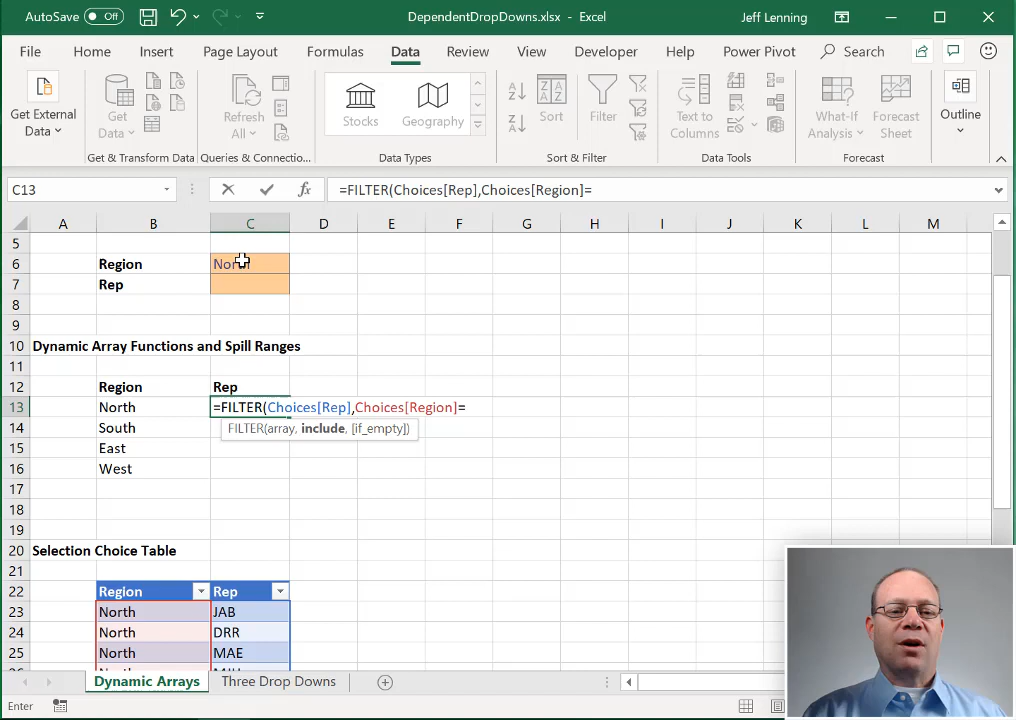 AutoSave Off DependentDropDowns.xlsx - Excel Jeff Lenning
File Home Insert Page Layout Formulas Data Review View Developer Help Power Pivot Search
Get External Data
Get Data
Refresh All
Stocks Geography
Sort Filter
Text to Columns
What-If Analysis
Forecast Sheet
Outline
Get & Transform Data Queries & Connectio... Data Types Sort & Filter Data Tools Forecast
C13 fx =FILTER(Choices[Rep],Choices[Region]=
A B C D E F G H I J K L M
5
6 Region North
7 Rep
8
9
10 Dynamic Array Functions and Spill Ranges
11
12 Region Rep
13 North =FILTER(Choices[Rep],Choices[Region]=
14 South FILTER(array, include, [if_empty])
15 East
16 West
17
18
19
20 Selection Choice Table
21
22 Region Rep
23 North JAB
24 North DRR
25 North MAE
Dynamic Arrays Three Drop Downs
Enter